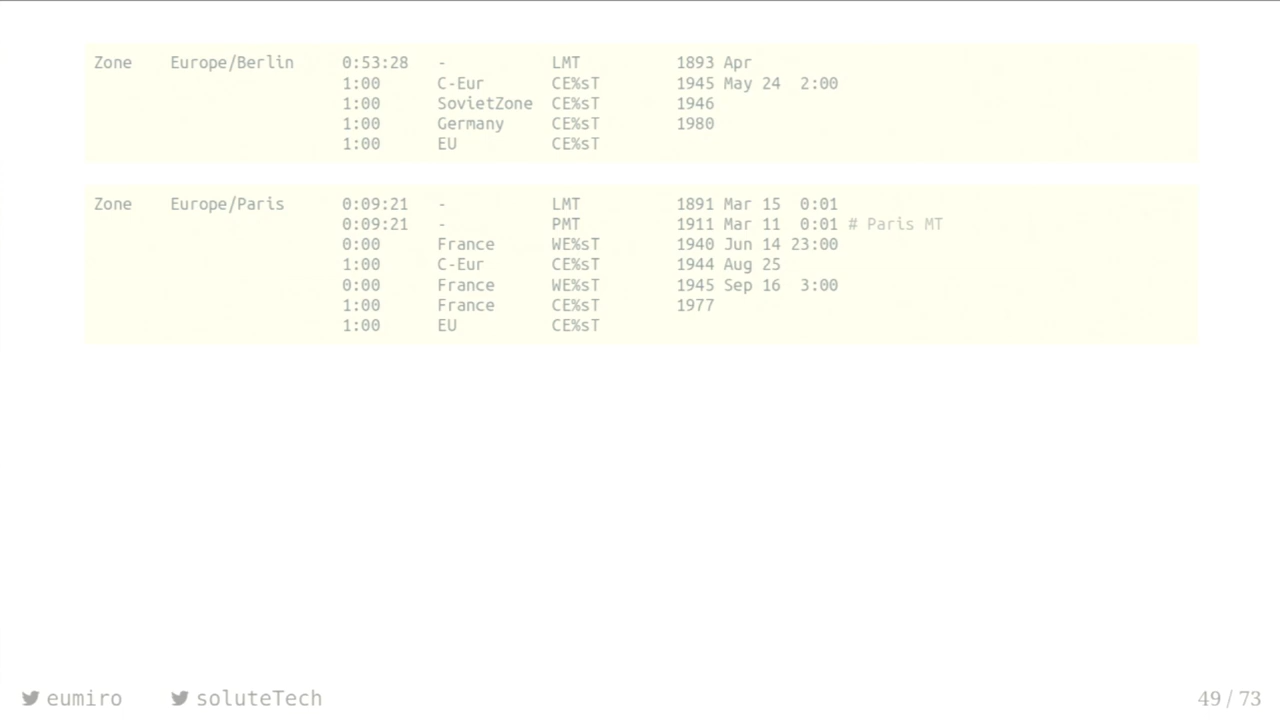 Zone    Europe/Berlin     0:53:28   -           LMT         1893 Apr
                          1:00      C-Eur       CE%sT       1945 May 24  2:00
                          1:00      SovietZone  CE%sT       1946
                          1:00      Germany     CE%sT       1980
                          1:00      EU          CE%sT
Zone    Europe/Paris      0:09:21   -           LMT         1891 Mar 15  0:01
                          0:09:21   -           PMT         1911 Mar 11  0:01 # Paris MT
                          0:00      France      WE%sT       1940 Jun 14 23:00
                          1:00      C-Eur       CE%sT       1944 Aug 25
                          0:00      France      WE%sT       1945 Sep 16  3:00
                          1:00      France      CE%sT       1977
                          1:00      EU          CE%sT
eumiro    soluteTech    49 / 73